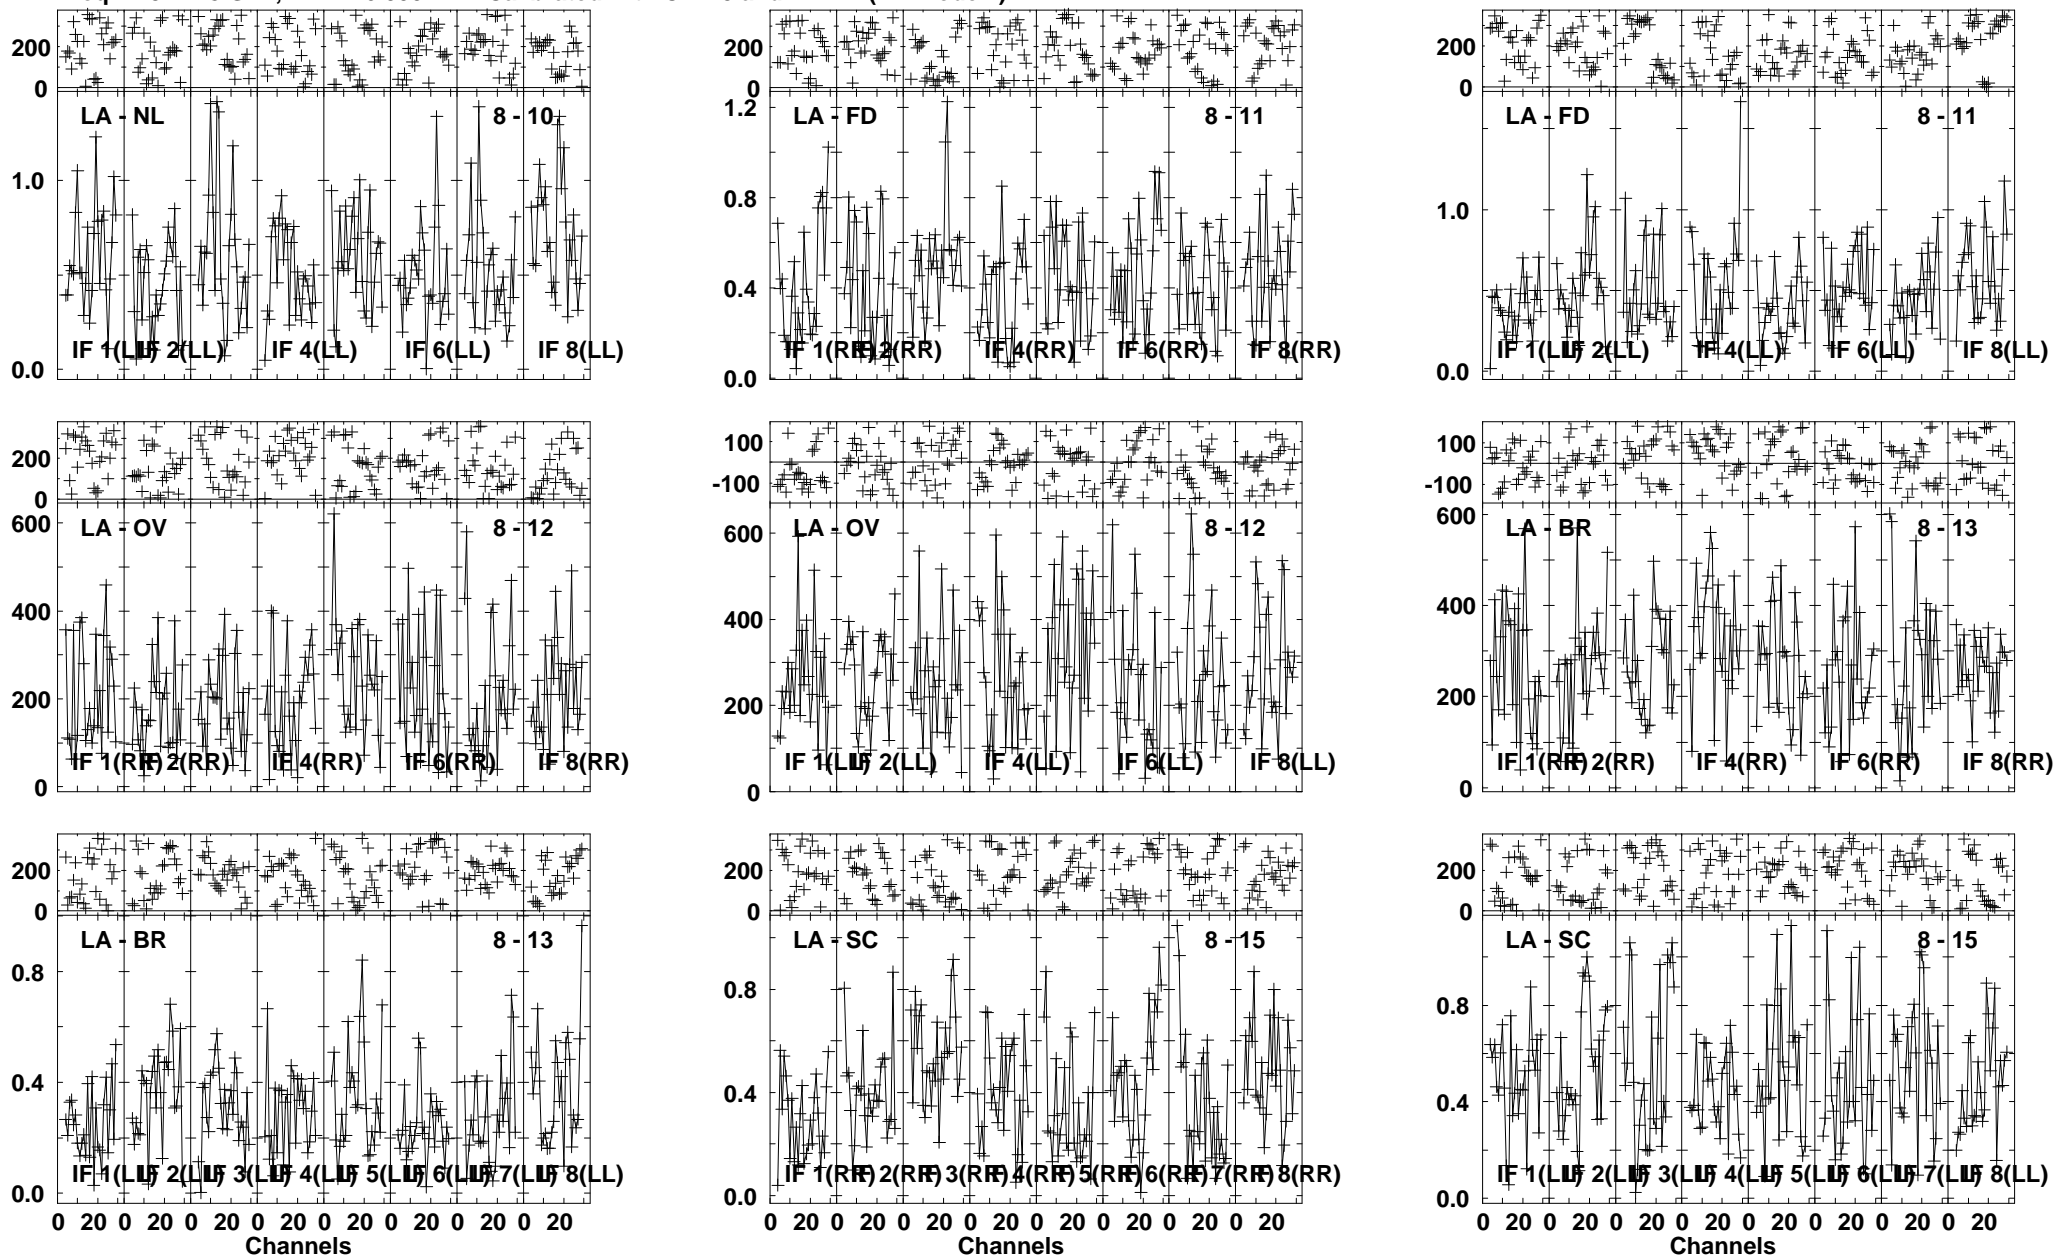 200
0
200
0
200
0
LA - NL
8 - 10
LA - FD
8 - 11
LA - FD
8 - 11
1.0
0.0
1.2
0.8
0.4
0.0
1.0
0.0
IF 1(LL)
IF 2(LL)
IF 4(LL)
IF 6(LL)
IF 8(LL)
IF 1(RR)
IF 2(RR)
IF 4(RR)
IF 6(RR)
IF 8(RR)
IF 1(LL)
IF 2(LL)
IF 4(LL)
IF 6(LL)
IF 8(LL)
200
0
100
-100
100
-100
LA - OV
8 - 12
LA - OV
8 - 12
LA - BR
8 - 13
600
400
200
0
600
400
200
0
600
400
200
0
IF 1(RR)
IF 2(RR)
IF 4(RR)
IF 6(RR)
IF 8(RR)
IF 1(LL)
IF 2(LL)
IF 4(LL)
IF 6(LL)
IF 8(LL)
IF 1(RR)
IF 2(RR)
IF 4(RR)
IF 6(RR)
IF 8(RR)
200
0
200
0
200
0
LA - BR
8 - 13
LA - SC
8 - 15
LA - SC
8 - 15
0.8
0.4
0.0
0.8
0.4
0.0
0.8
0.4
0.0
IF 1(LL)
IF 2(LL)
IF 3(LL)
IF 4(LL)
IF 5(LL)
IF 6(LL)
IF 7(LL)
IF 8(LL)
IF 1(RR)
IF 2(RR)
IF 3(RR)
IF 4(RR)
IF 5(RR)
IF 6(RR)
IF 7(RR)
IF 8(RR)
IF 1(LL)
IF 2(LL)
IF 3(LL)
IF 4(LL)
IF 5(LL)
IF 6(LL)
IF 7(LL)
IF 8(LL)
0 20 0 20 0 20 0 20 0 20 0 20 0 20 0 20
0 20 0 20 0 20 0 20 0 20 0 20 0 20 0 20
0 20 0 20 0 20 0 20 0 20 0 20 0 20 0 20
Channels
Channels
Channels